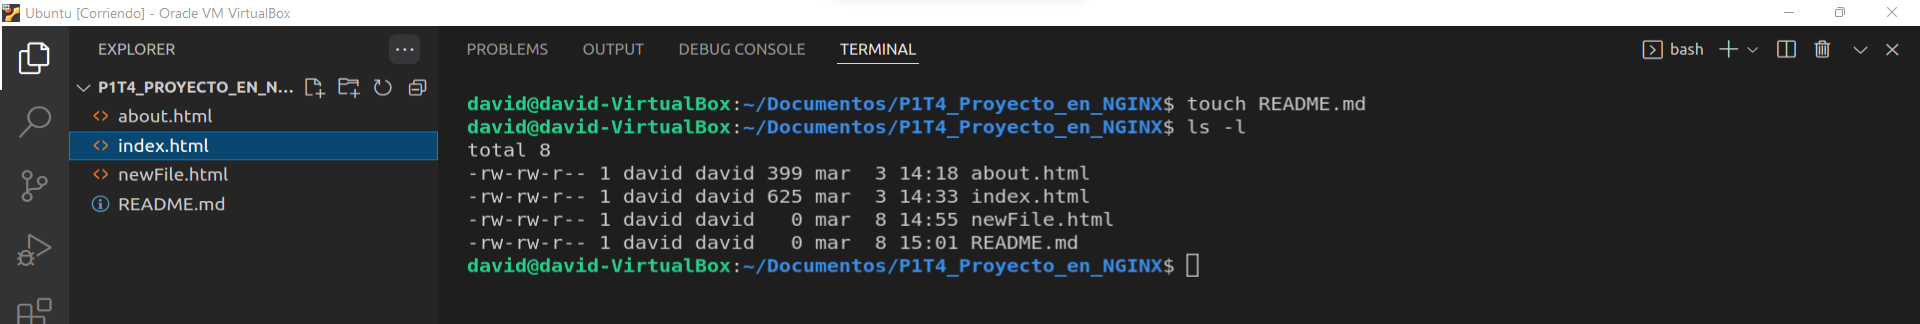 Ubuntu [Corriendo] - Oracle VM VirtualBox
EXPLORER
P1T4_PROYECTO_EN_N...
about.html
index.html
newFile.html
README.md
PROBLEMS OUTPUT DEBUG CONSOLE TERMINAL
bash
david@david-VirtualBox:~/Documentos/P1T4_Proyecto_en_NGINX$ touch README.md
david@david-VirtualBox:~/Documentos/P1T4_Proyecto_en_NGINX$ ls -l
total 8
-rw-rw-r-- 1 david david 399 mar  3 14:18 about.html
-rw-rw-r-- 1 david david 625 mar  3 14:33 index.html
-rw-rw-r-- 1 david david   0 mar  8 14:55 newFile.html
-rw-rw-r-- 1 david david   0 mar  8 15:01 README.md
david@david-VirtualBox:~/Documentos/P1T4_Proyecto_en_NGINX$